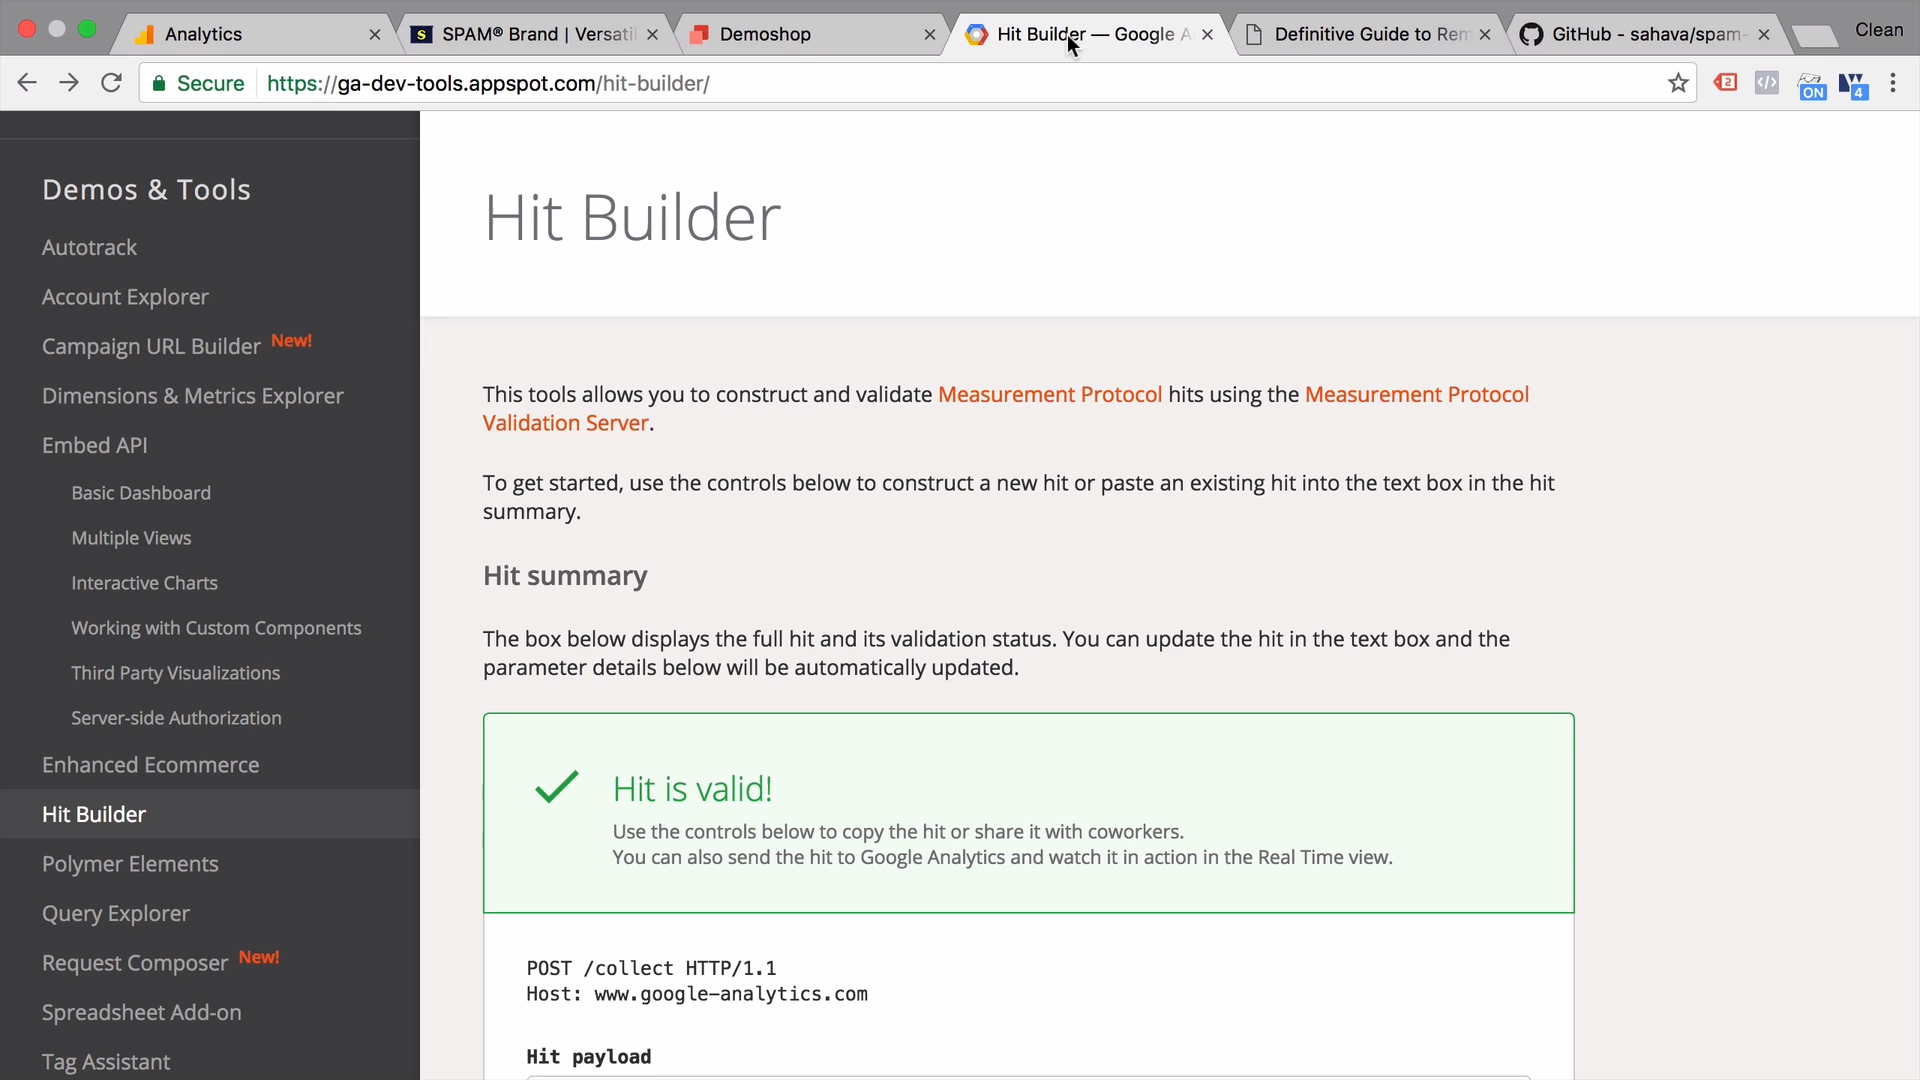 Analytics
SPAM® Brand | Versatil
Demoshop
Hit Builder — Google A
Definitive Guide to Rem
GitHub - sahava/spam-
Clean
Secure
https://ga-dev-tools.appspot.com/hit-builder/
2
ON
4
Demos & Tools
Autotrack
Account Explorer
Campaign URL Builder New!
Dimensions & Metrics Explorer
Embed API
Basic Dashboard
Multiple Views
Interactive Charts
Working with Custom Components
Third Party Visualizations
Server-side Authorization
Enhanced Ecommerce
Hit Builder
Polymer Elements
Query Explorer
Request Composer New!
Spreadsheet Add-on
Tag Assistant
Hit Builder
This tools allows you to construct and validate Measurement Protocol hits using the Measurement Protocol
Validation Server.
To get started, use the controls below to construct a new hit or paste an existing hit into the text box in the hit
summary.
Hit summary
The box below displays the full hit and its validation status. You can update the hit in the text box and the
parameter details below will be automatically updated.
Hit is valid!
Use the controls below to copy the hit or share it with coworkers.
You can also send the hit to Google Analytics and watch it in action in the Real Time view.
POST /collect HTTP/1.1
Host: www.google-analytics.com
Hit payload